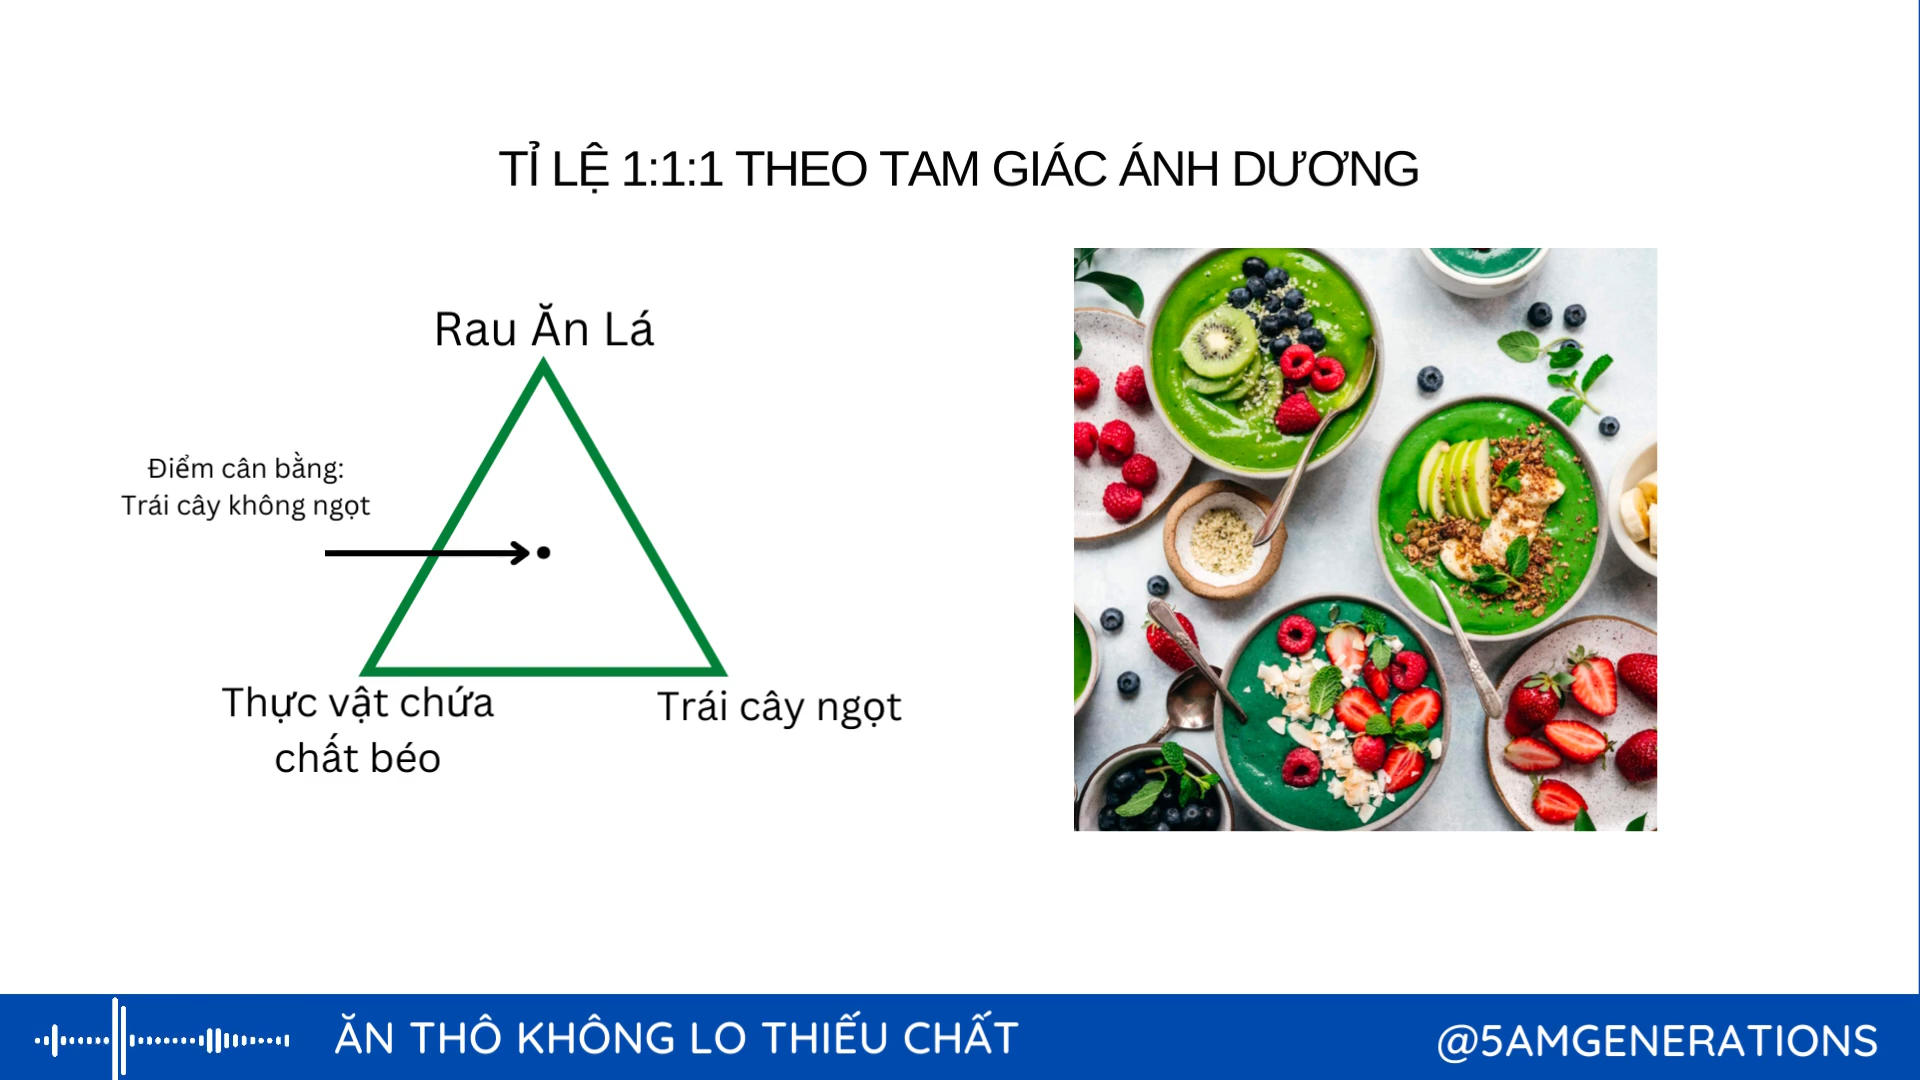 TỈ LỆ 1:1:1 THEO TAM GIÁC ÁNH DƯƠNG
Rau Ăn Lá
Điểm cân bằng:
Trái cây không ngọt
Thực vật chứa
chất béo
Trái cây ngọt
ĂN THÔ KHÔNG LO THIẾU CHẤT
@5AMGENERATIONS